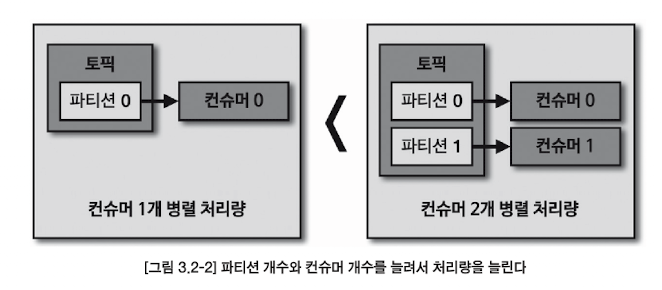 토픽
파티션 0
컨슈머 0
컨슈머 1개 병렬 처리량
<
토픽
파티션 0
컨슈머 0
파티션 1
컨슈머 1
컨슈머 2개 병렬 처리량
[그림 3.2-2] 파티션 개수와 컨슈머 개수를 늘려서 처리량을 늘린다